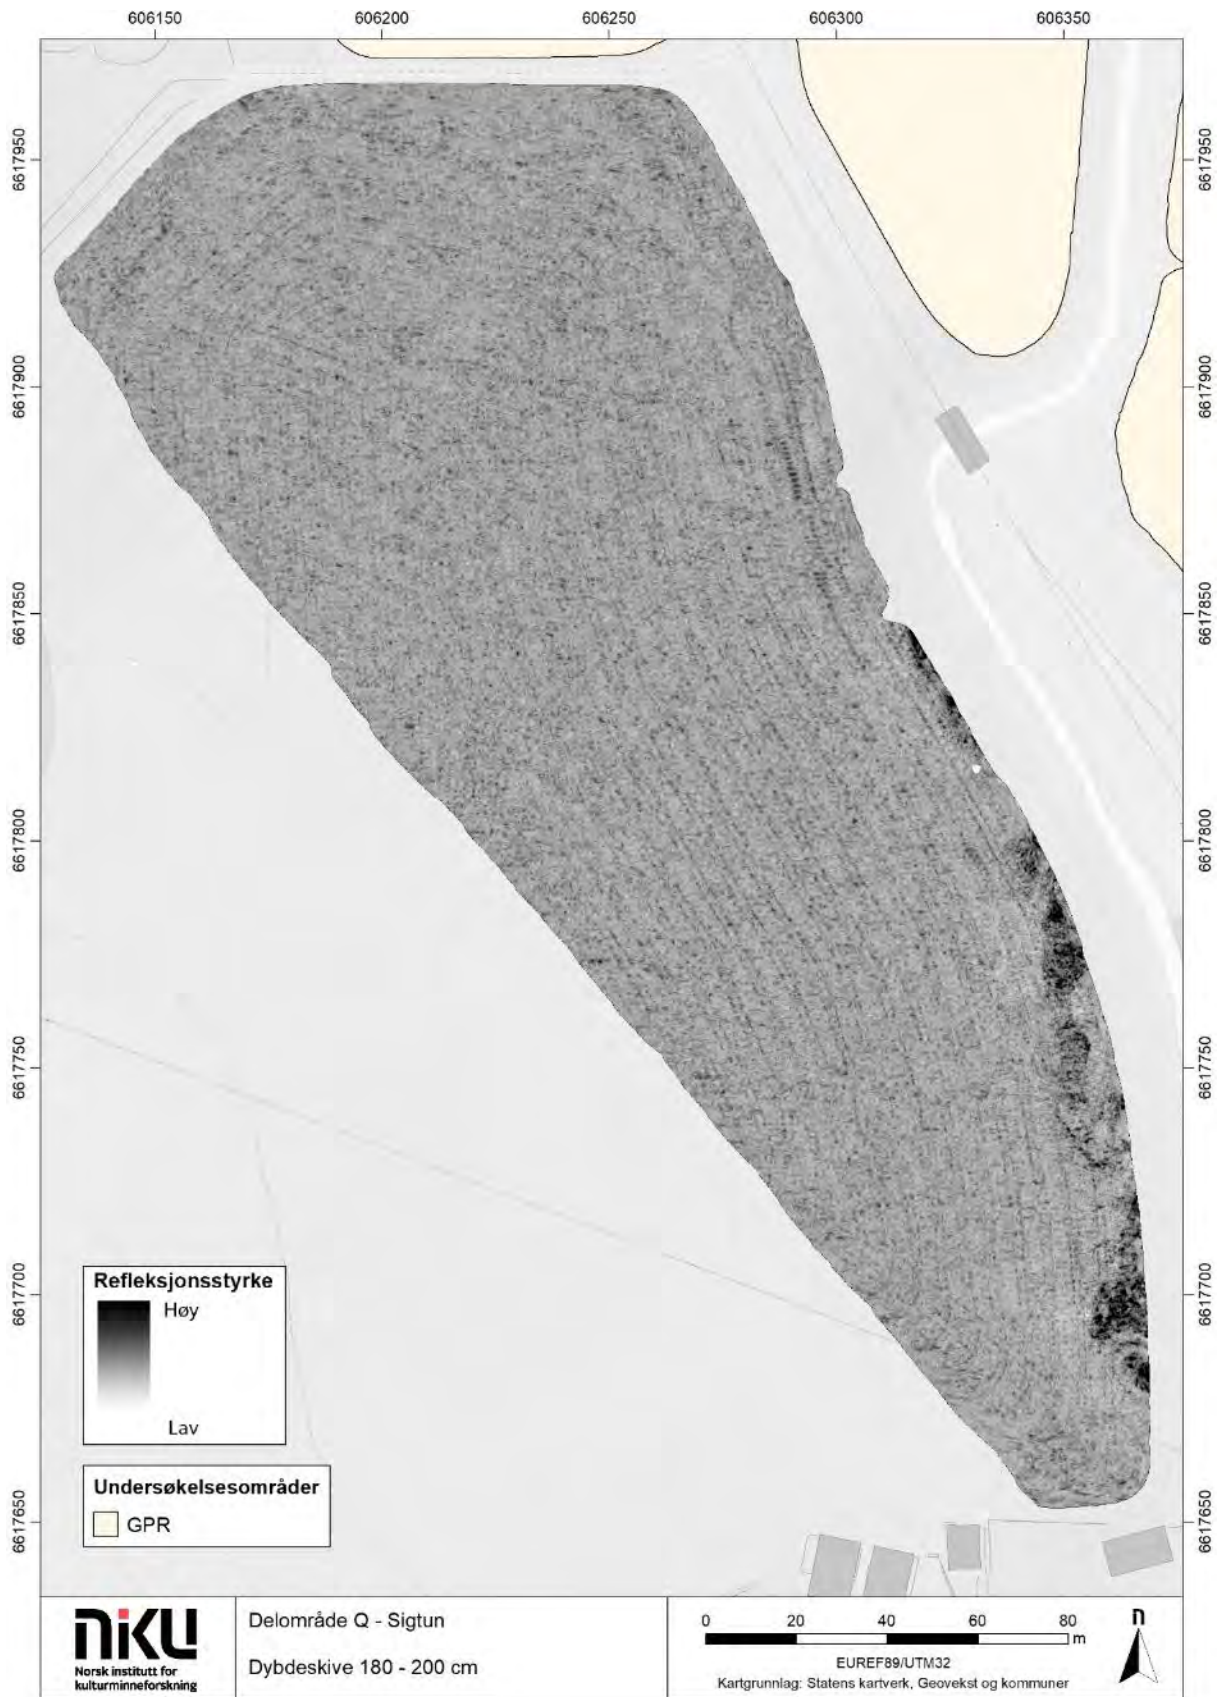 606150
606200
606250
606300
606350
6617950
6617950
6617900
6617900
6617850
6617850
6617800
6617800
6617750
6617750
6617700
6617700
6617650
6617650
Refleksjonsstyrke
Høy
Lav
Undersøkelsesområder
GPR
NIKU
Norsk institutt for
kulturminneforskning
Delområde Q - Sigtun
Dybdeskive 180 - 200 cm
0 20 40 60 80
m
EUREF89/UTM32
Kartgrunnlag: Statens kartverk, Geovekst og kommuner
n